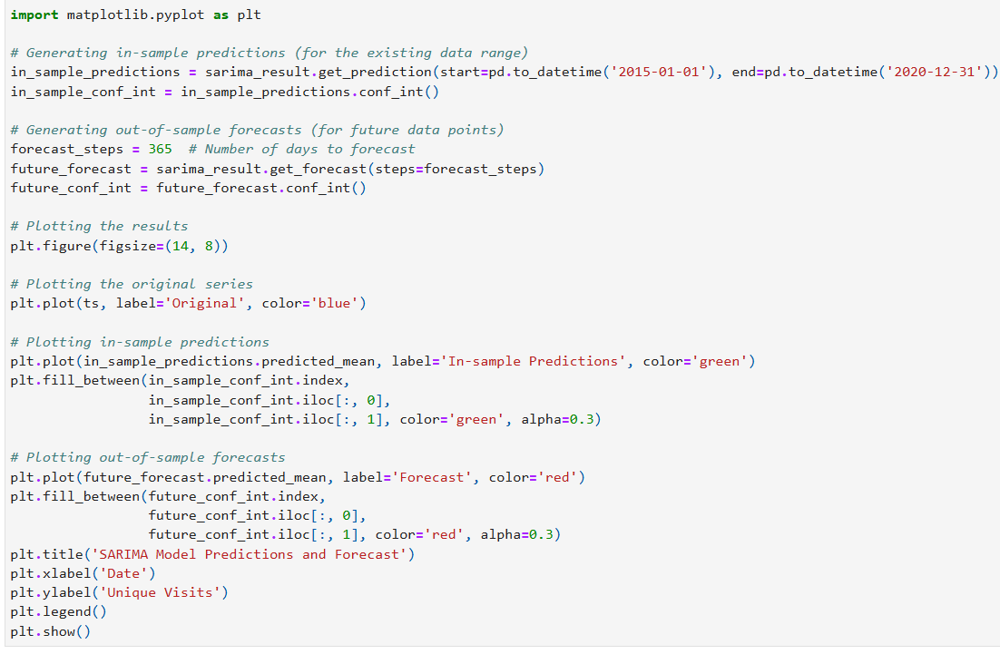 import matplotlib.pyplot as plt

# Generating in-sample predictions (for the existing data range)
in_sample_predictions = sarima_result.get_prediction(start=pd.to_datetime('2015-01-01'), end=pd.to_datetime('2020-12-31'))
in_sample_conf_int = in_sample_predictions.conf_int()

# Generating out-of-sample forecasts (for future data points)
forecast_steps = 365  # Number of days to forecast
future_forecast = sarima_result.get_forecast(steps=forecast_steps)
future_conf_int = future_forecast.conf_int()

# Plotting the results
plt.figure(figsize=(14, 8))

# Plotting the original series
plt.plot(ts, label='Original', color='blue')

# Plotting in-sample predictions
plt.plot(in_sample_predictions.predicted_mean, label='In-sample Predictions', color='green')
plt.fill_between(in_sample_conf_int.index,
                 in_sample_conf_int.iloc[:, 0],
                 in_sample_conf_int.iloc[:, 1], color='green', alpha=0.3)

# Plotting out-of-sample forecasts
plt.plot(future_forecast.predicted_mean, label='Forecast', color='red')
plt.fill_between(future_conf_int.index,
                 future_conf_int.iloc[:, 0],
                 future_conf_int.iloc[:, 1], color='red', alpha=0.3)
plt.title('SARIMA Model Predictions and Forecast')
plt.xlabel('Date')
plt.ylabel('Unique Visits')
plt.legend()
plt.show()